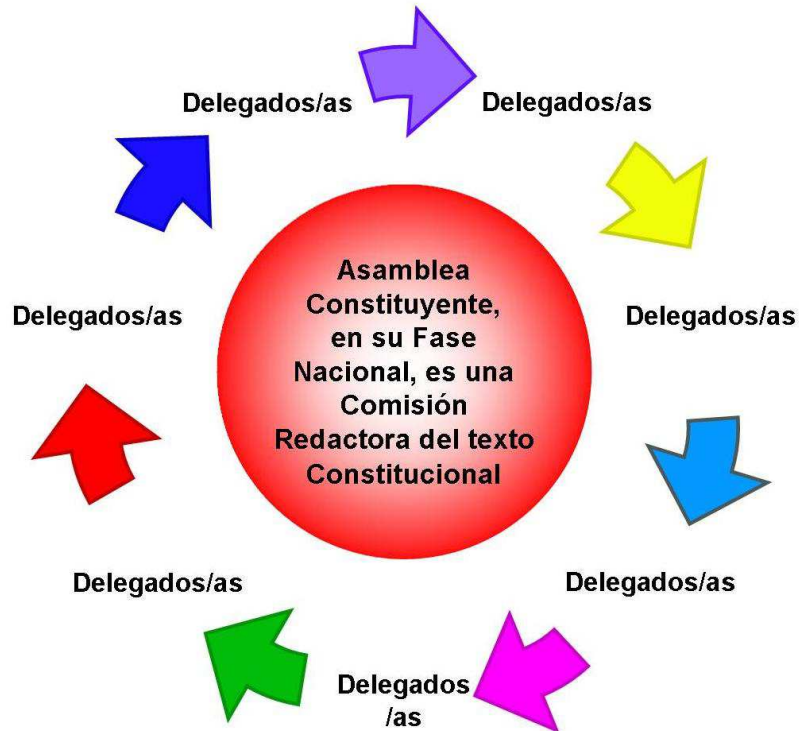 Delegados/as
Delegados/as
Delegados/as
Delegados/as
Asamblea
Constituyente,
en su Fase
Nacional, es una
Comisión
Redactora del texto
Constitucional
Delegados/as
Delegados/as
Delegados
/as